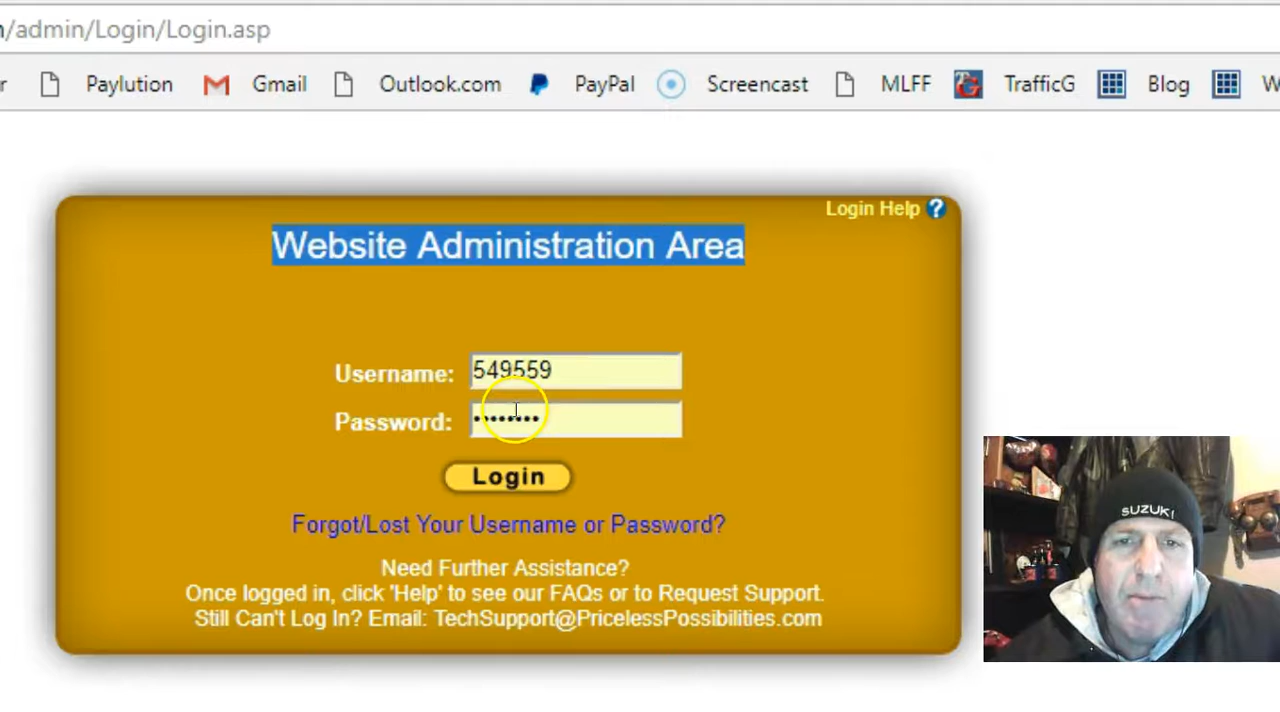 n/admin/Login/Login.asp
r Paylution Gmail Outlook.com PayPal Screencast MLFF TrafficG Blog W
Login Help ?
Website Administration Area
Username: 549559
Password: ••••••••
Login
Forgot/Lost Your Username or Password?
Need Further Assistance?
Once logged in, click 'Help' to see our FAQs or to Request Support.
Still Can't Log In? Email: TechSupport@PricelessPossibilities.com
SUZUKI